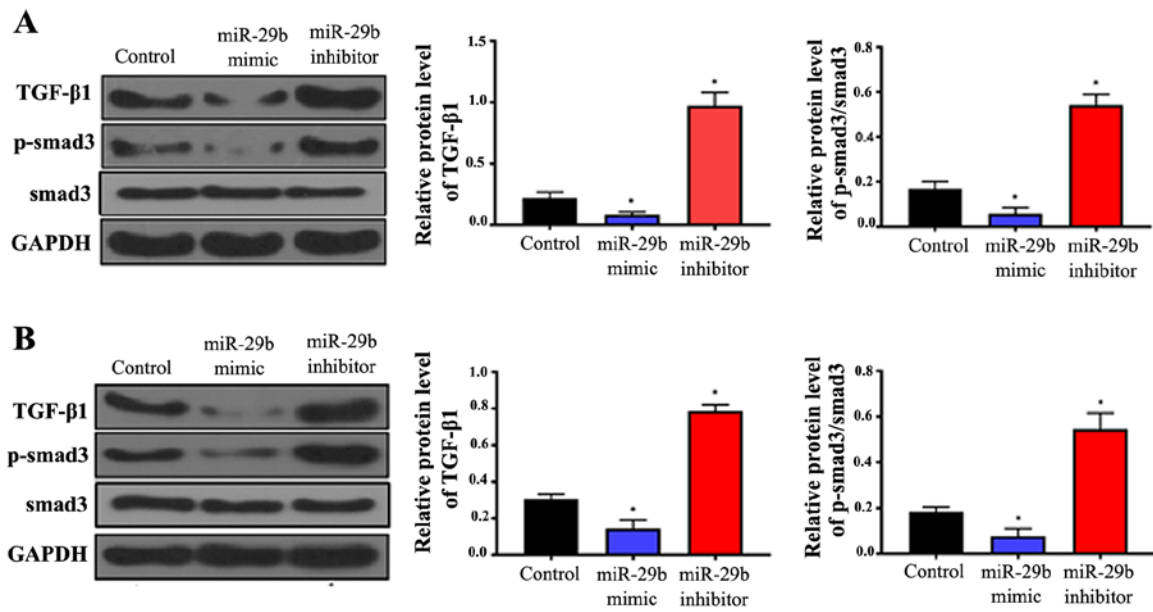 A
Control
miR-29b
mimic
miR-29b
inhibitor
TGF-β1
p-smad3
smad3
GAPDH
Relative protein level
of TGF-β1
1.5
1.0
0.5
0.0
*
*
Control
miR-29b
mimic
miR-29b
inhibitor
Relative protein level
of p-smad3/smad3
0.8
0.6
0.4
0.2
0.0
*
*
Control
miR-29b
mimic
miR-29b
inhibitor
B
Control
miR-29b
mimic
miR-29b
inhibitor
TGF-β1
p-smad3
smad3
GAPDH
Relative protein level
of TGF-β1
1.0
0.8
0.6
0.4
0.2
0.0
*
*
Control
miR-29b
mimic
miR-29b
inhibitor
Relative protein level
of p-smad3/smad3
0.8
0.6
0.4
0.2
0.0
*
*
Control
miR-29b
mimic
miR-29b
inhibitor